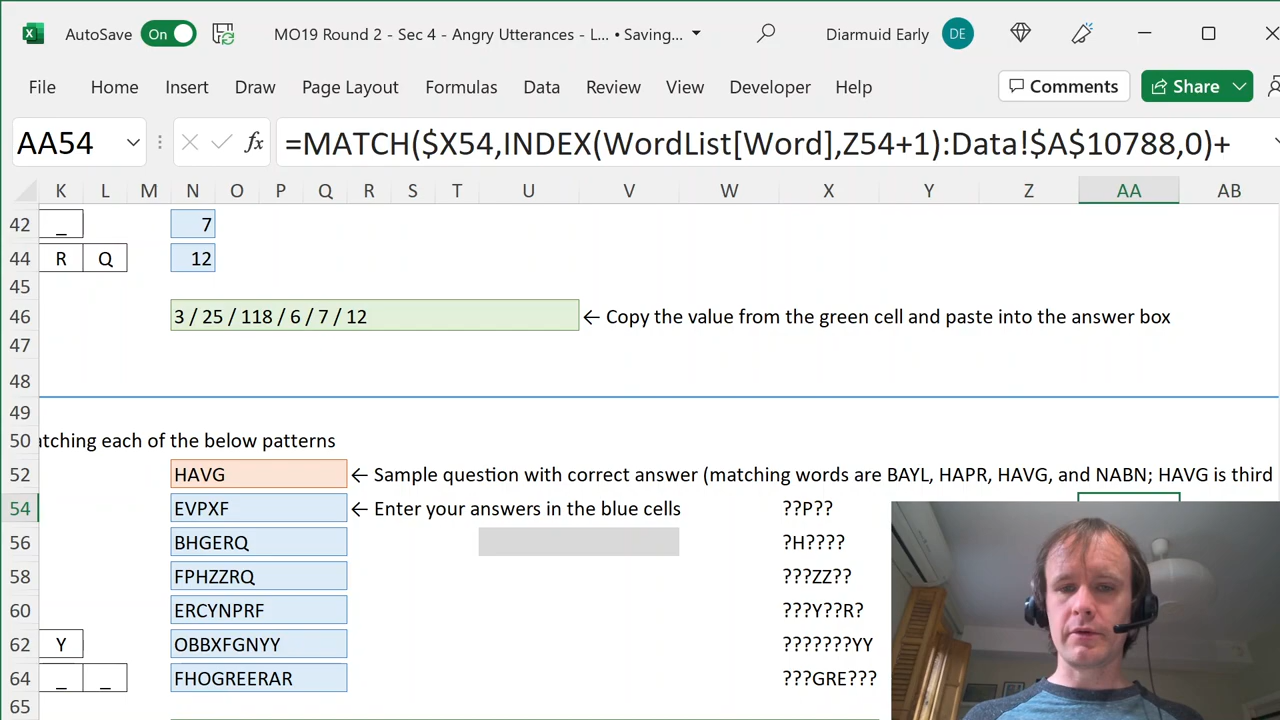 AutoSave On MO19 Round 2 - Sec 4 - Angry Utterances - L... • Saving... Diarmuid Early DE
File Home Insert Draw Page Layout Formulas Data Review View Developer Help Comments Share
AA54 fx =MATCH($X54,INDEX(WordList[Word],Z54+1):Data!$A$10788,0)+
K L M N O P Q R S T U V W X Y Z AA AB
42 _ 7
44 R Q 12
45
46 3 / 25 / 118 / 6 / 7 / 12 ← Copy the value from the green cell and paste into the answer box
47
48
49
50 atching each of the below patterns
52 HAVG ← Sample question with correct answer (matching words are BAYL, HAPR, HAVG, and NABN; HAVG is third
54 EVPXF ← Enter your answers in the blue cells ??P??
56 BHGERQ ?H????
58 FPHZZRQ ???ZZ??
60 ERCYNPRF ???Y??R?
62 Y OBBXFGNYY ???????YY
64 _ _ FHOGREERAR ???GRE???
65